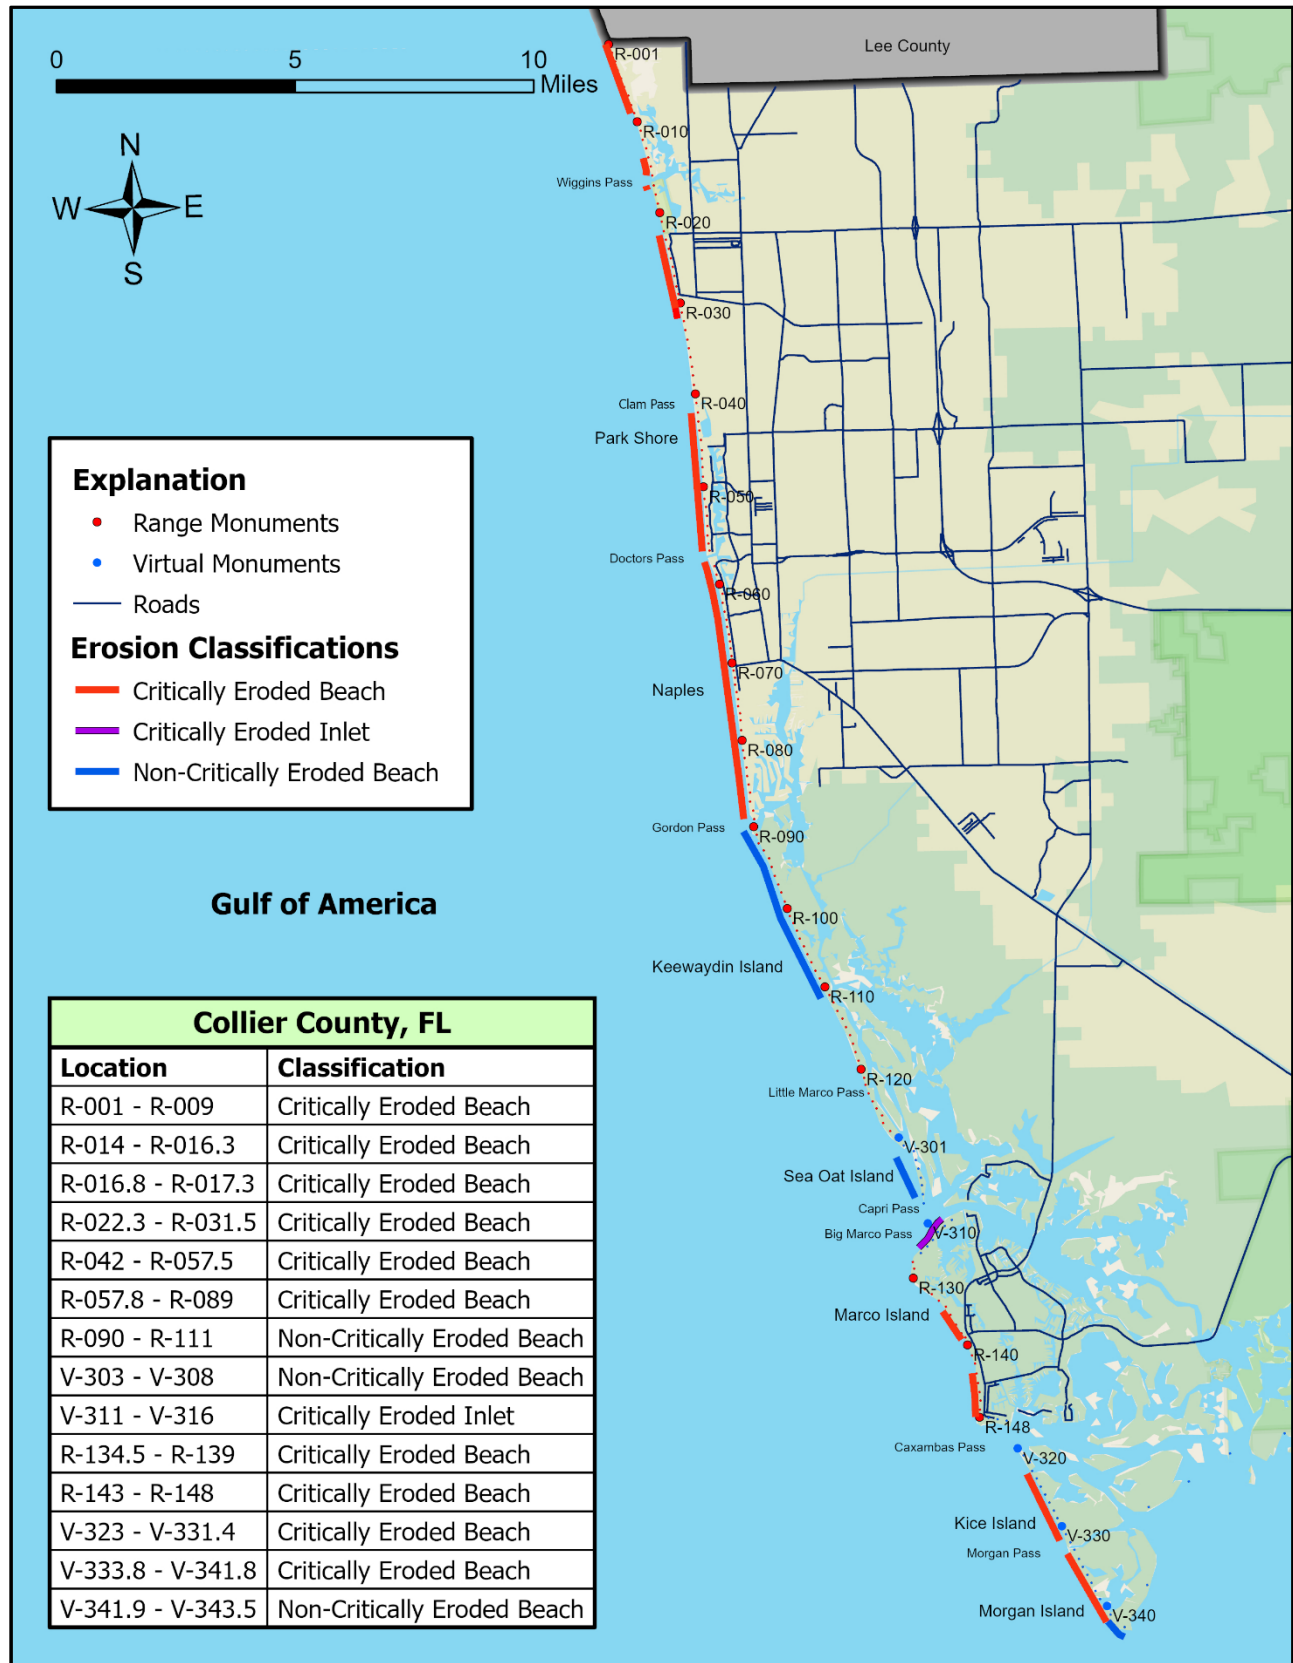 Lee County
0 5 10
Miles
R-001
R-010
N
W E
S
Wiggins Pass
R-020
R-030
Clam Pass
R-040
Park Shore
R-050
Doctors Pass
R-060
R-070
Naples
R-080
Gordon Pass
R-090
R-100
Keewaydin Island
R-110
R-120
Little Marco Pass
V-301
Sea Oat Island
Capri Pass
Big Marco Pass
V-310
R-130
Marco Island
R-140
R-148
Caxambas Pass
V-320
Kice Island
V-330
Morgan Pass
Morgan Island
V-340
Explanation
Range Monuments
Virtual Monuments
Roads
Erosion Classifications
Critically Eroded Beach
Critically Eroded Inlet
Non-Critically Eroded Beach
Gulf of America
Collier County, FL
Location Classification
R-001 - R-009 Critically Eroded Beach
R-014 - R-016.3 Critically Eroded Beach
R-016.8 - R-017.3 Critically Eroded Beach
R-022.3 - R-031.5 Critically Eroded Beach
R-042 - R-057.5 Critically Eroded Beach
R-057.8 - R-089 Critically Eroded Beach
R-090 - R-111 Non-Critically Eroded Beach
V-303 - V-308 Non-Critically Eroded Beach
V-311 - V-316 Critically Eroded Inlet
R-134.5 - R-139 Critically Eroded Beach
R-143 - R-148 Critically Eroded Beach
V-323 - V-331.4 Critically Eroded Beach
V-333.8 - V-341.8 Critically Eroded Beach
V-341.9 - V-343.5 Non-Critically Eroded Beach